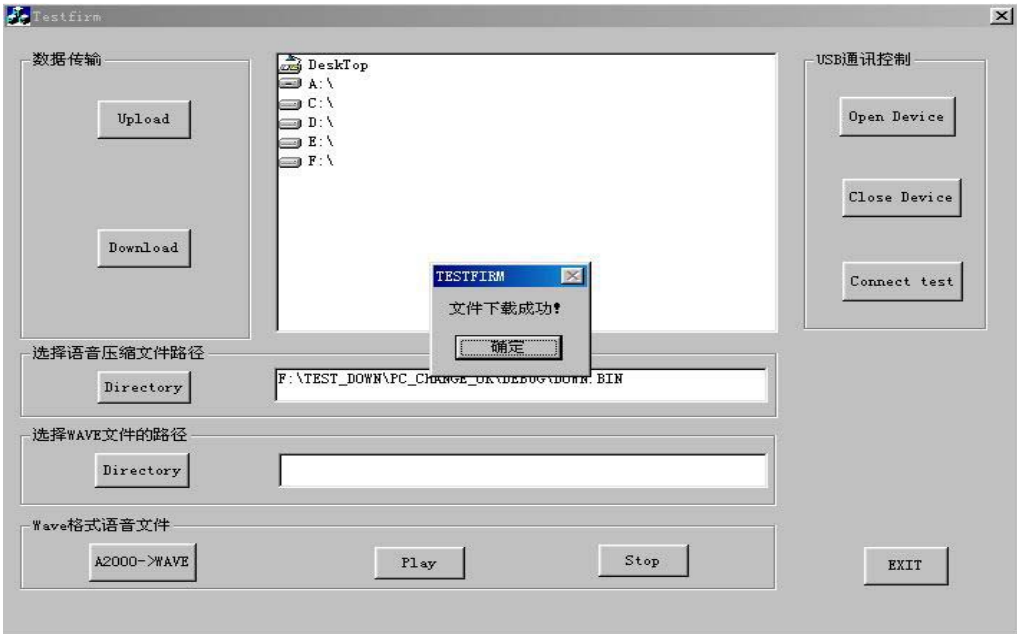 Testfirm
数据传输
Upload
Download
DeskTop
A:\
C:\
D:\
E:\
F:\
USB通讯控制
Open Device
Close Device
Connect test
TESTFIRM
文件下载成功!
确定
选择语音压缩文件路径
Directory
F:\TEST_DOWN\PC_CHANGE_OK\DEBUG\DOWN.BIN
选择WAVE文件的路径
Directory
Wave格式语音文件
A2000->WAVE
Play
Stop
EXIT